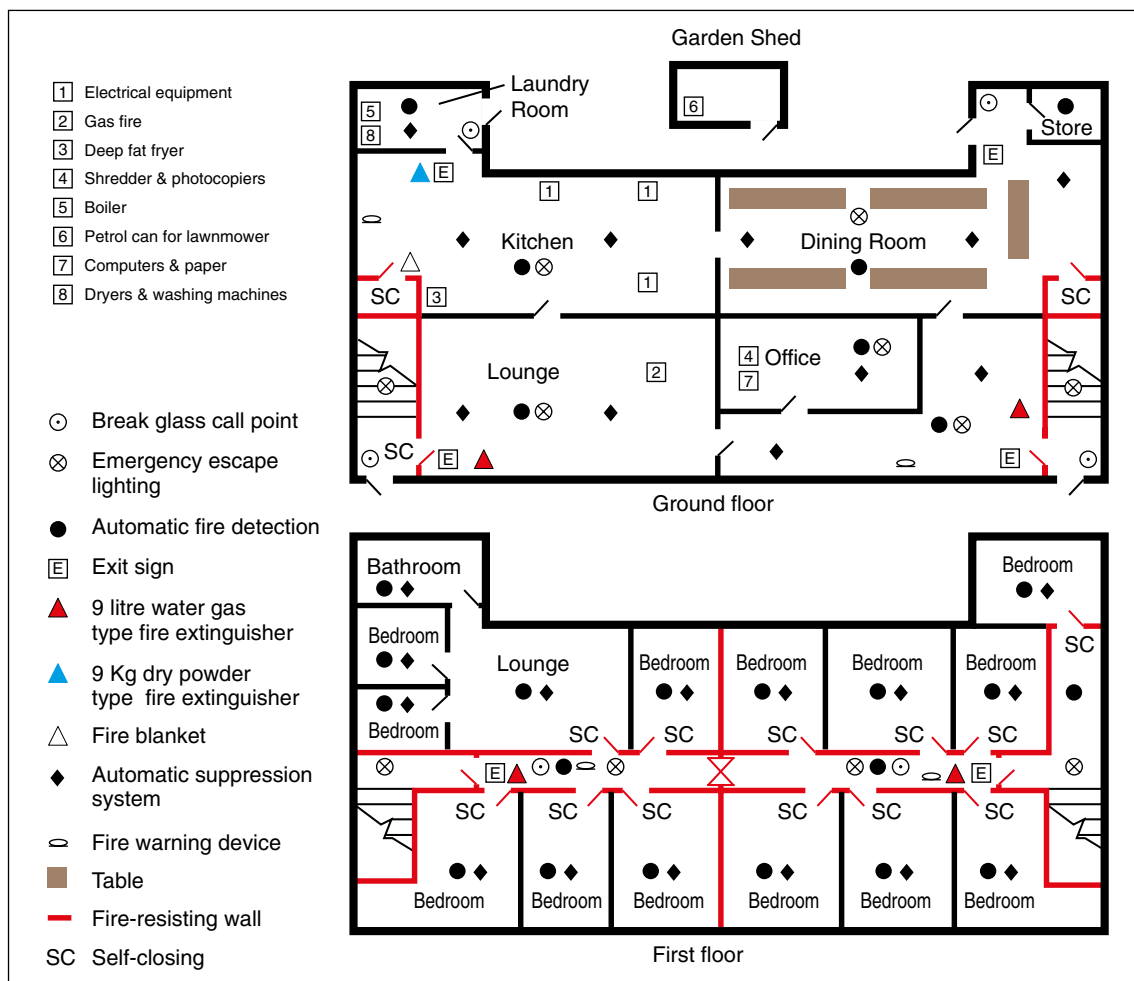 Garden Shed
1 Electrical equipment
2 Gas fire
3 Deep fat fryer
4 Shredder & photocopiers
5 Boiler
6 Petrol can for lawnmower
7 Computers & paper
8 Dryers & washing machines
Break glass call point
Emergency escape
lighting
Automatic fire detection
E Exit sign
9 litre water gas
type fire extinguisher
9 Kg dry powder
type fire extinguisher
Fire blanket
Automatic suppression
system
Fire warning device
Table
Fire-resisting wall
SC Self-closing
Laundry
Room
5
8
6
Store
E
E
1
1
Kitchen
Dining Room
1
SC
3
SC
Lounge
2
4
Office
7
SC
E
E
Ground floor
Bathroom
Bedroom
Bedroom
Lounge
Bedroom
Bedroom
Bedroom
Bedroom
SC
Bedroom
SC
SC
SC
SC
SC
E
E
SC
SC
SC
SC
SC
SC
Bedroom
Bedroom
Bedroom
Bedroom
Bedroom
Bedroom
First floor